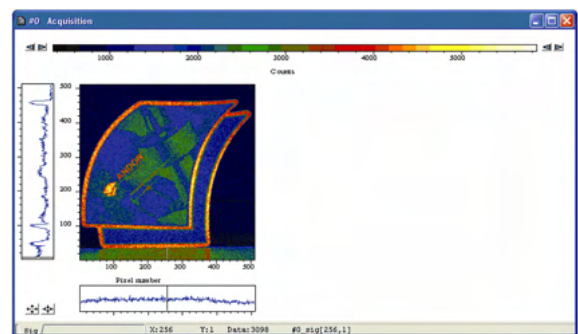 #0 Acquisition
1000 2000 3000 4000 5000
Counts
500
400
300
200
100
ANDOR
100 200 300 400 500
Pixel number
Sig X:256 Y:1 Data:3098 #0_sig[256,1]